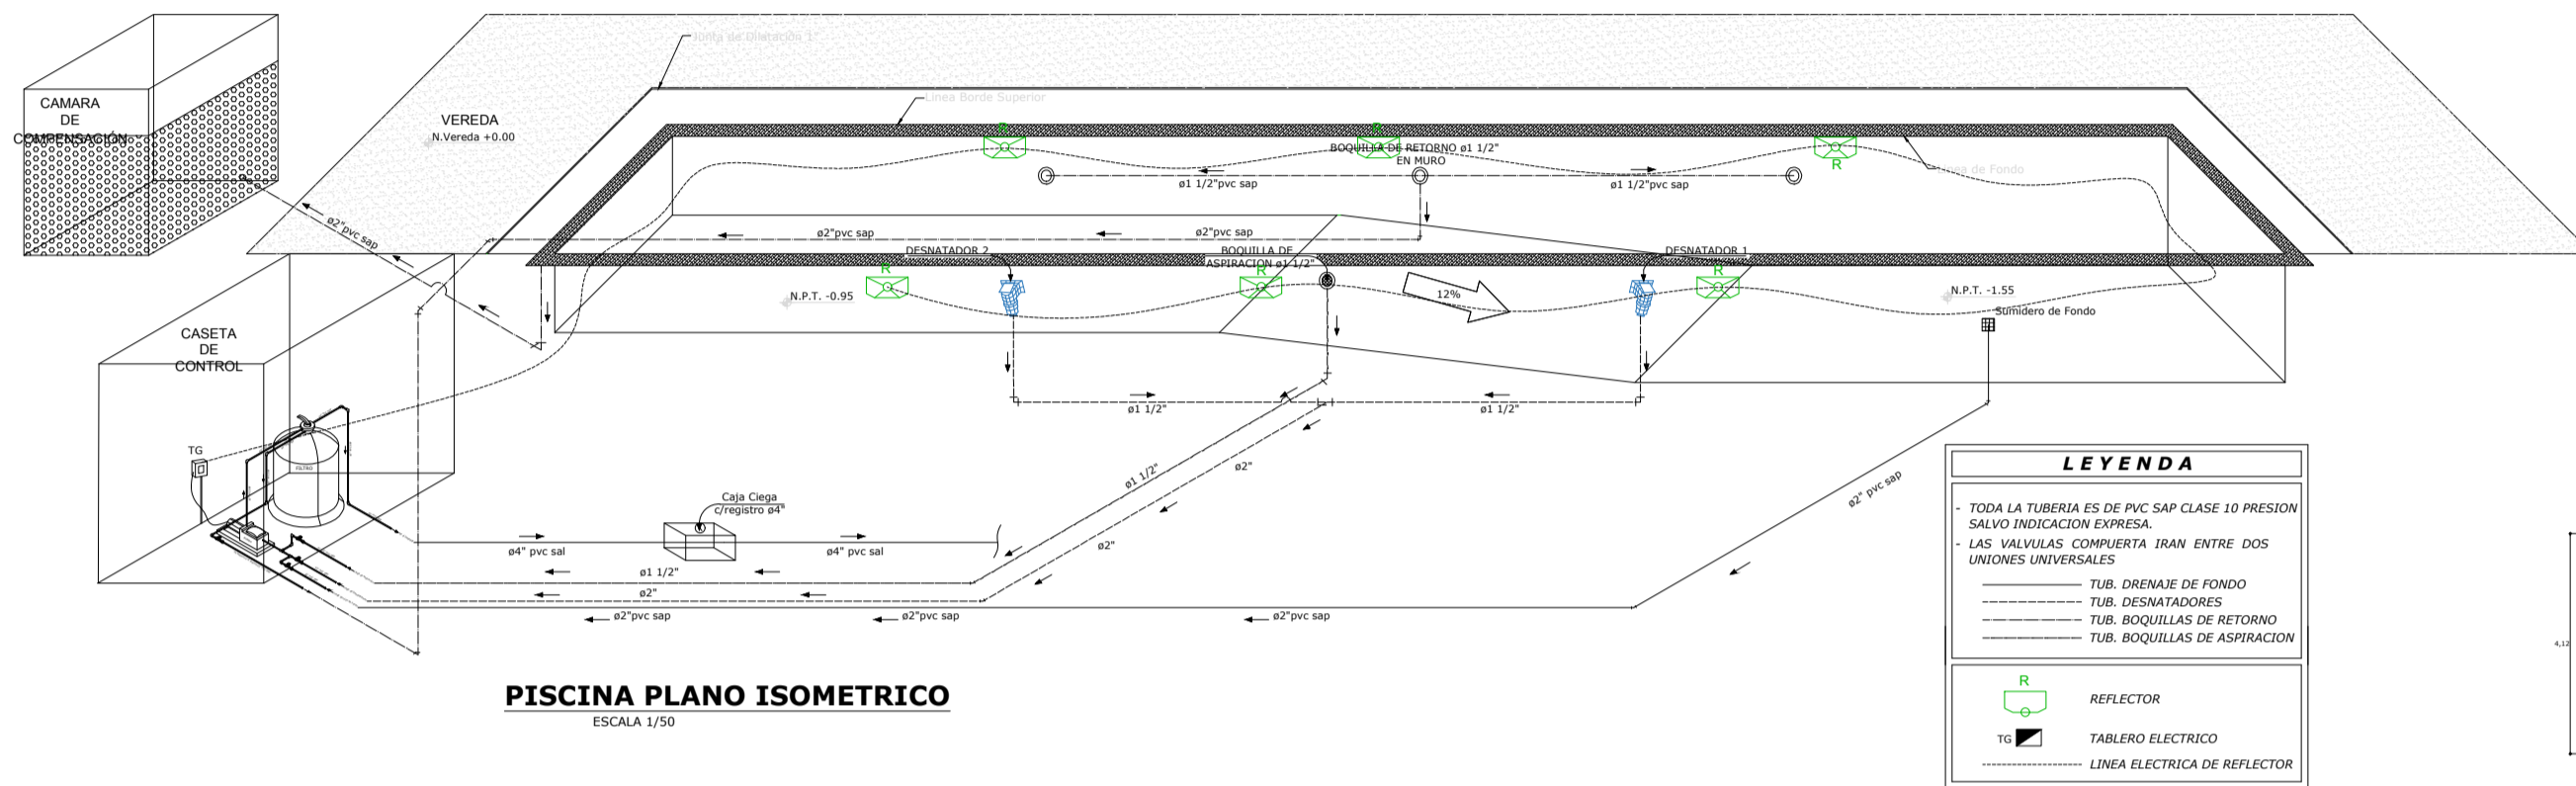 Junta de Dilatación 1"
Línea Borde Superior
CAMARA
DE
COMPENSACIÓN
VEREDA
N.Vereda +0.00
R
R
R
BOQUILLA DE RETORNO ø1 1/2"
EN MURO
Línea de Fondo
ø1 1/2"pvc sap
ø1 1/2"pvc sap
ø2"pvc sap
ø2"pvc sap
ø2"pvc sap
DESNATADOR 2
BOQUILLA DE
ASPIRACION ø1 1/2"
DESNATADOR 1
R
R
R
N.P.T. -0.95
12%
N.P.T. -1.55
Sumidero de Fondo
CASETA
DE
CONTROL
ø1 1/2"
ø1 1/2"
TG
FILTRO
ø1 1/2"
ø2"
ø2" pvc sap
Caja Ciega
c/registro ø4"
ø4" pvc sal
ø4" pvc sal
ø2"
ø1 1/2"
ø2"
ø2"pvc sap
ø2"pvc sap
ø2"pvc sap
PISCINA PLANO ISOMETRICO
ESCALA 1/50
LEYENDA
- TODA LA TUBERIA ES DE PVC SAP CLASE 10 PRESION
SALVO INDICACION EXPRESA.
- LAS VALVULAS COMPUERTA IRAN ENTRE DOS
UNIONES UNIVERSALES
TUB. DRENAJE DE FONDO
TUB. DESNATADORES
TUB. BOQUILLAS DE RETORNO
TUB. BOQUILLAS DE ASPIRACION
R
REFLECTOR
TG
TABLERO ELECTRICO
LINEA ELECTRICA DE REFLECTOR
4,12